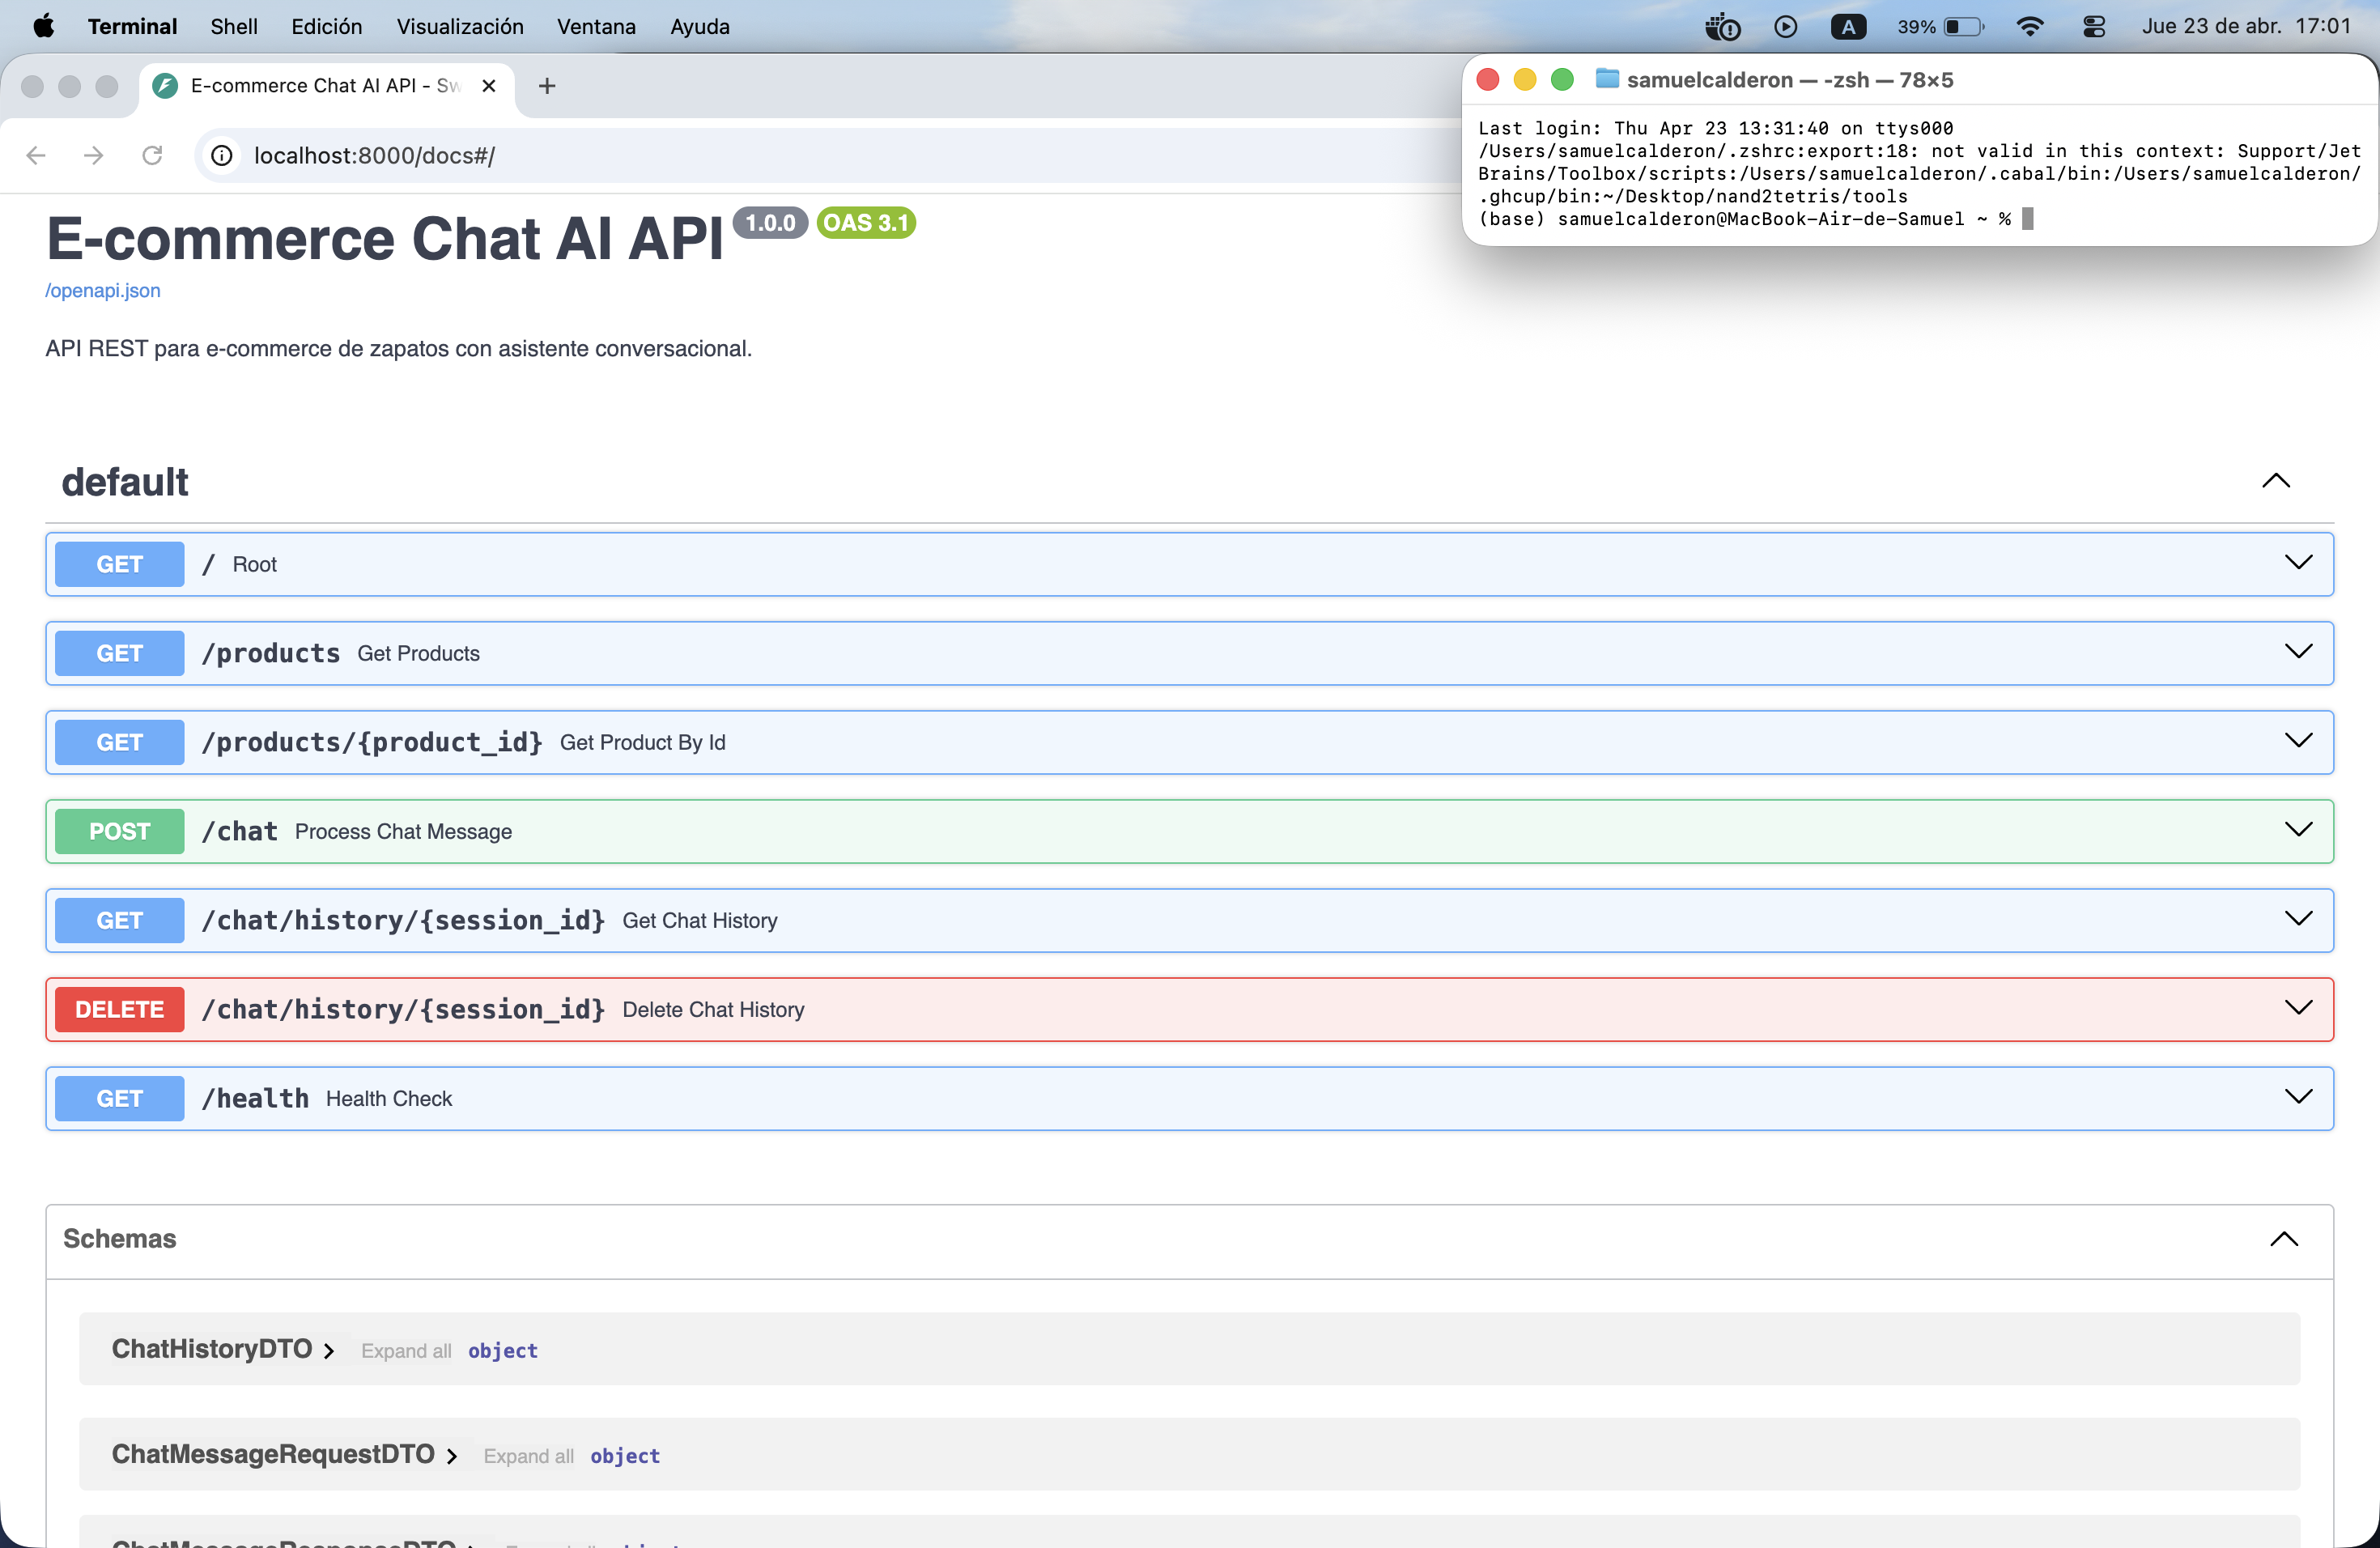 Terminal Shell Edición Visualización Ventana Ayuda A 39% Jue 23 de abr. 17:01
E-commerce Chat AI API - Sw
localhost:8000/docs#/
samuelcalderon — -zsh — 78×5
Last login: Thu Apr 23 13:31:40 on ttys000
/Users/samuelcalderon/.zshrc:export:18: not valid in this context: Support/Jet
Brains/Toolbox/scripts:/Users/samuelcalderon/.cabal/bin:/Users/samuelcalderon/
.ghcup/bin:~/Desktop/nand2tetris/tools
(base) samuelcalderon@MacBook-Air-de-Samuel ~ %
E-commerce Chat AI API 1.0.0 OAS 3.1
/openapi.json
API REST para e-commerce de zapatos con asistente conversacional.
default
GET / Root
GET /products Get Products
GET /products/{product_id} Get Product By Id
POST /chat Process Chat Message
GET /chat/history/{session_id} Get Chat History
DELETE /chat/history/{session_id} Delete Chat History
GET /health Health Check
Schemas
ChatHistoryDTO Expand all object
ChatMessageRequestDTO Expand all object
ChatMessageResponseDTO Expand all object